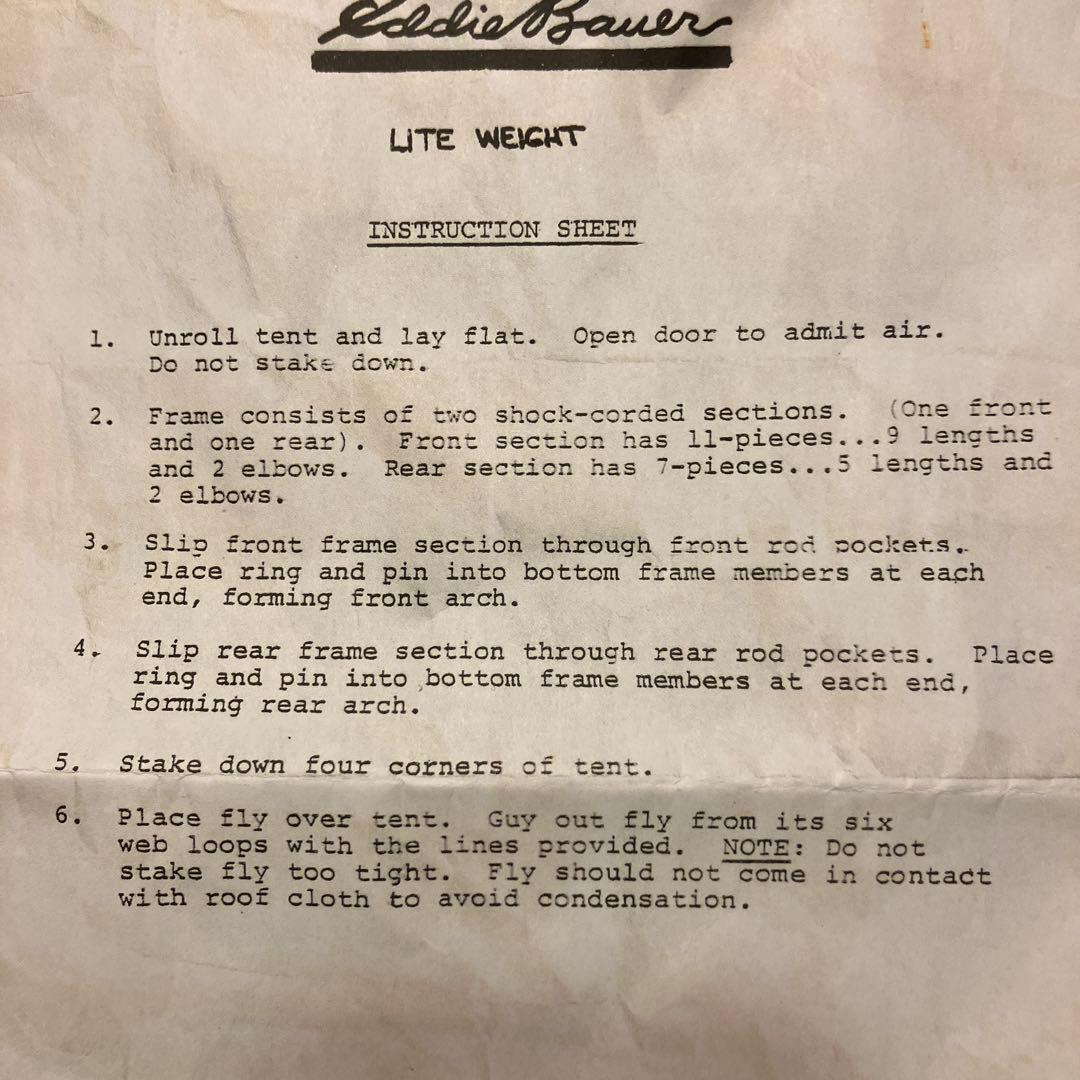 Eddie Bauer
LITE WEIGHT
INSTRUCTION SHEET
1. Unroll tent and lay flat. Open door to admit air.
Do not stake down.
2. Frame consists of two shock-corded sections. (One front
and one rear). Front section has 11-pieces...9 lengths
and 2 elbows. Rear section has 7-pieces...5 lengths and
2 elbows.
3. Slip front frame section through front rod pockets.
Place ring and pin into bottom frame members at each
end, forming front arch.
4. Slip rear frame section through rear rod pockets. Place
ring and pin into bottom frame members at each end,
forming rear arch.
5. Stake down four corners of tent.
6. Place fly over tent. Guy out fly from its six
web loops with the lines provided. NOTE: Do not
stake fly too tight. Fly should not come in contact
with roof cloth to avoid condensation.